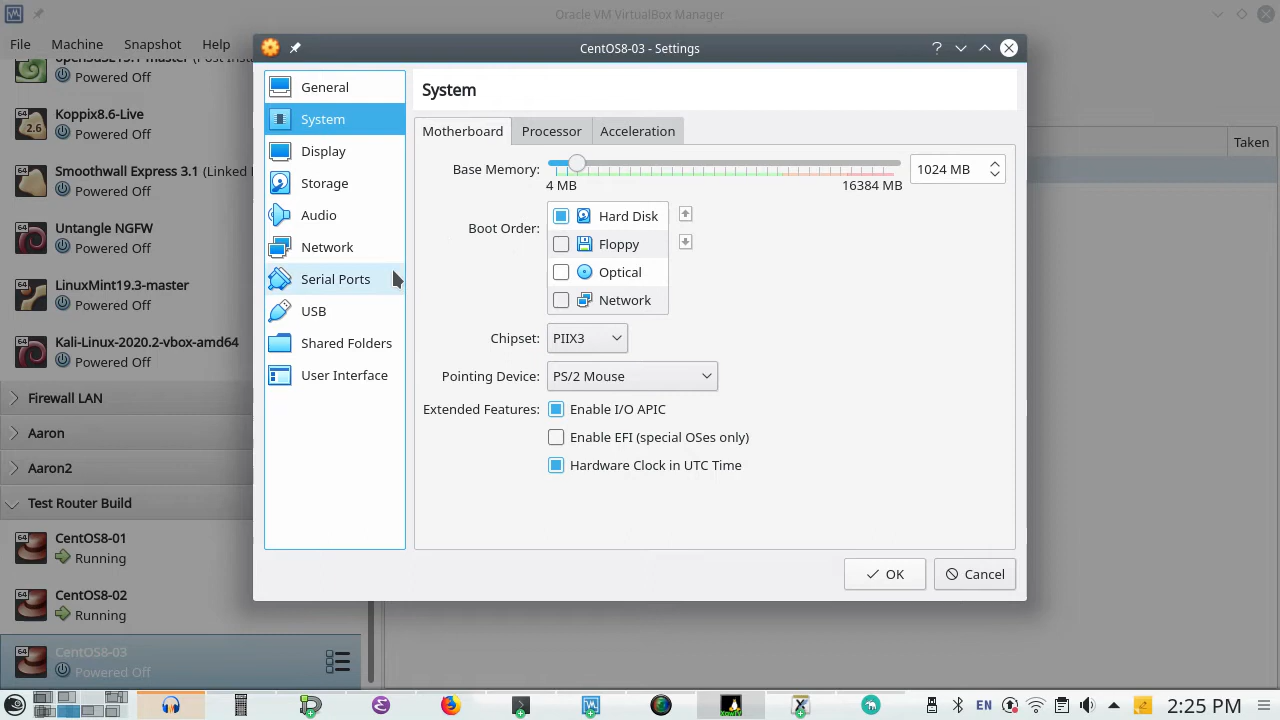 Oracle VM VirtualBox Manager
File Machine Snapshot Help
CentOS8-03 - Settings
Powered Off
Koppix8.6-Live
2.6
Powered Off
Smoothwall Express 3.1 (Linked
Powered Off
Untangle NGFW
Powered Off
LinuxMint19.3-master
Powered Off
Kali-Linux-2020.2-vbox-amd64
Powered Off
Firewall LAN
Aaron
Aaron2
Test Router Build
CentOS8-01
Running
CentOS8-02
Running
CentOS8-03
Powered Off
General
System
Display
Storage
Audio
Network
Serial Ports
USB
Shared Folders
User Interface
System
Motherboard Processor Acceleration
Base Memory: 1024 MB
4 MB 16384 MB
Boot Order: Hard Disk
Floppy
Optical
Network
Chipset: PIIX3
Pointing Device: PS/2 Mouse
Extended Features: Enable I/O APIC
Enable EFI (special OSes only)
Hardware Clock in UTC Time
OK Cancel
Taken
EN 2:25 PM